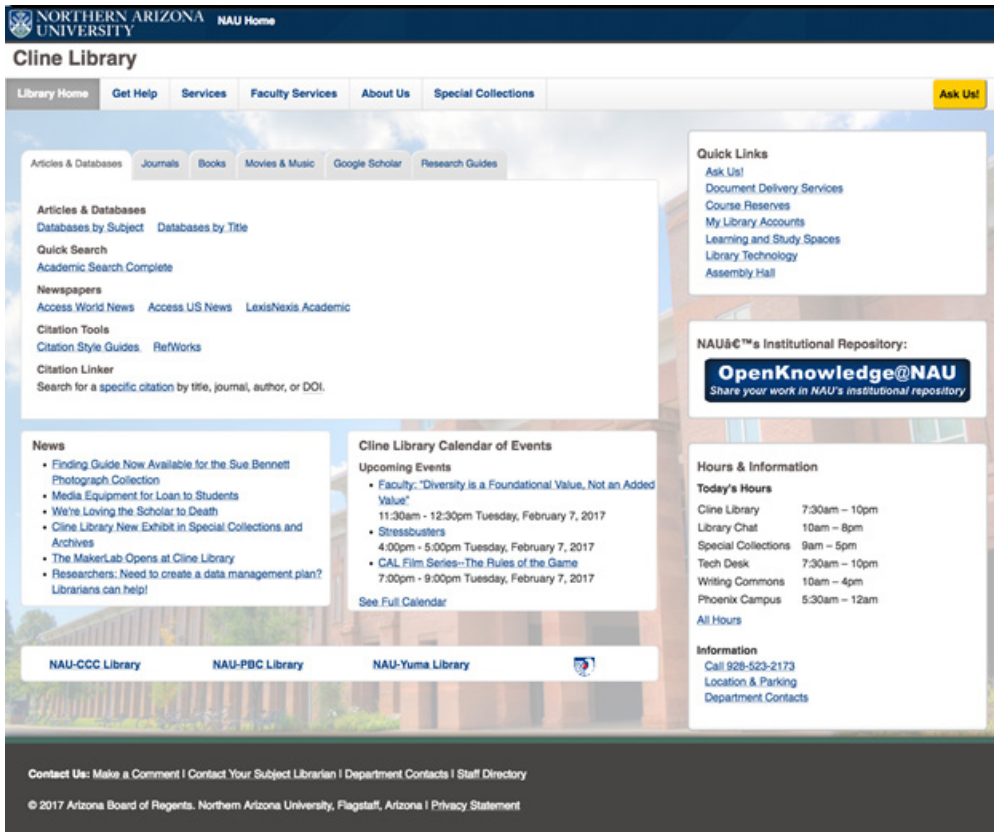 NORTHERN ARIZONA
UNIVERSITY
NAU Home
Cline Library
Library Home Get Help Services Faculty Services About Us Special Collections Ask Us!
Articles & Databases Journals Books Movies & Music Google Scholar Research Guides
Articles & Databases
Databases by Subject Databases by Title
Quick Search
Academic Search Complete
Newspapers
Access World News Access US News LexisNexis Academic
Citation Tools
Citation Style Guides RefWorks
Citation Linker
Search for a specific citation by title, journal, author, or DOI.
News
• Finding Guide Now Available for the Sue Bennett
Photograph Collection
• Media Equipment for Loan to Students
• We're Loving the Scholar to Death
• Cline Library New Exhibit in Special Collections and
Archives
• The MakerLab Opens at Cline Library
• Researchers: Need to create a data management plan?
Librarians can help!
Cline Library Calendar of Events
Upcoming Events
• Faculty: "Diversity is a Foundational Value, Not an Added
Value"
11:30am - 12:30pm Tuesday, February 7, 2017
• Stressbusters
4:00pm - 5:00pm Tuesday, February 7, 2017
• CAL Film Series--The Rules of the Game
7:00pm - 9:00pm Tuesday, February 7, 2017
See Full Calendar
NAU-CCC Library NAU-PBC Library NAU-Yuma Library
Quick Links
Ask Us!
Document Delivery Services
Course Reserves
My Library Accounts
Learning and Study Spaces
Library Technology
Assembly Hall
NAUâ€™s Institutional Repository:
OpenKnowledge@NAU
Share your work in NAU's institutional repository
Hours & Information
Today's Hours
Cline Library 7:30am – 10pm
Library Chat 10am – 8pm
Special Collections 9am – 5pm
Tech Desk 7:30am – 10pm
Writing Commons 10am – 4pm
Phoenix Campus 5:30am – 12am
All Hours
Information
Call 928-523-2173
Location & Parking
Department Contacts
Contact Us: Make a Comment | Contact Your Subject Librarian | Department Contacts | Staff Directory
© 2017 Arizona Board of Regents. Northern Arizona University, Flagstaff, Arizona | Privacy Statement